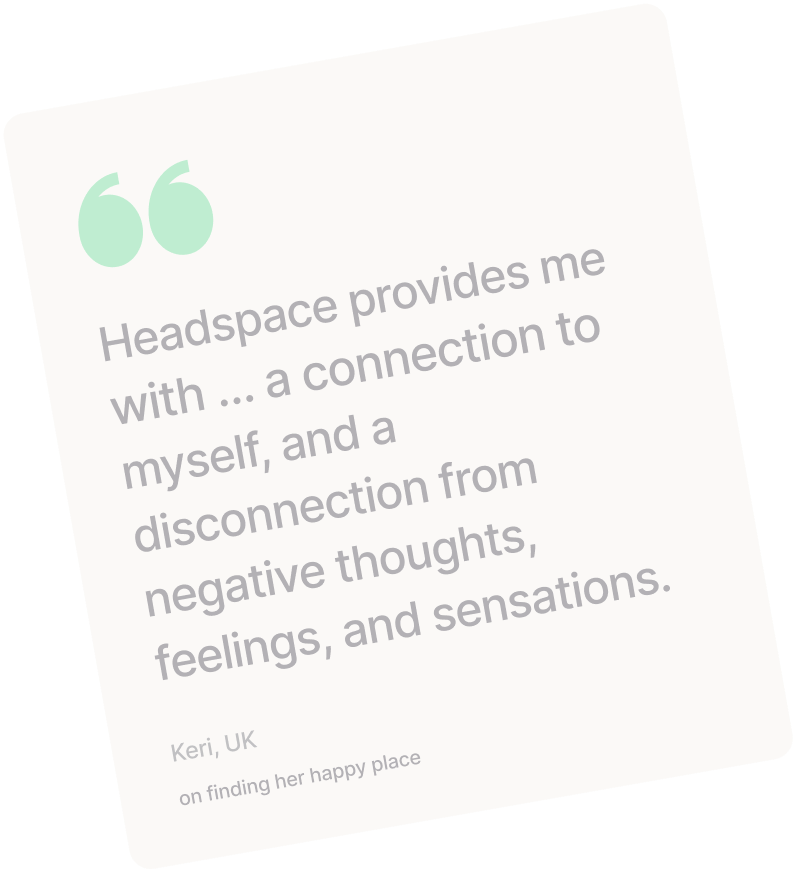 Headspace provides me
with ... a connection to
myself, and a
disconnection from
negative thoughts,
feelings, and sensations.
Keri, UK
on finding her happy place